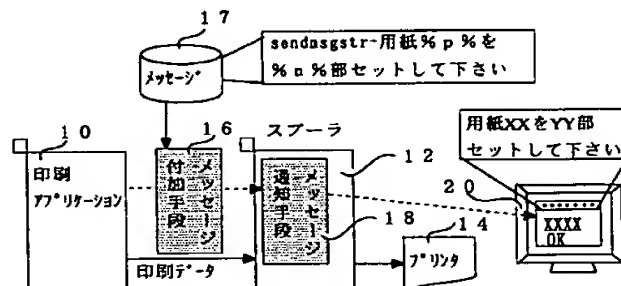 17
sendmsgstr-用紙%p%を
%n%部セットして下さい
メッセージ
10
16
スプーラ
用紙XXをYY部
セットして下さい
印刷
アプリケーション
メッセージ
付加手段
メッセージ
通知手段
12
20
18
14
XXXX
OK
プリンタ
印刷データ